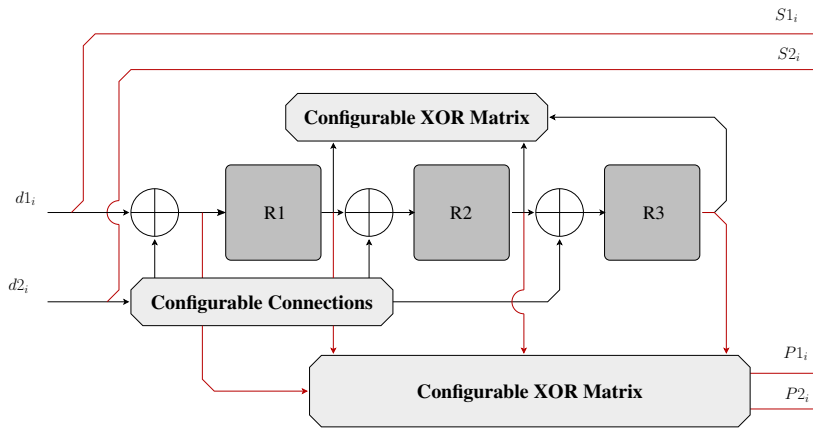 S1_i
S2_i
Configurable XOR Matrix
d1_i
R1
R2
R3
d2_i
Configurable Connections
P1_i
Configurable XOR Matrix
P2_i